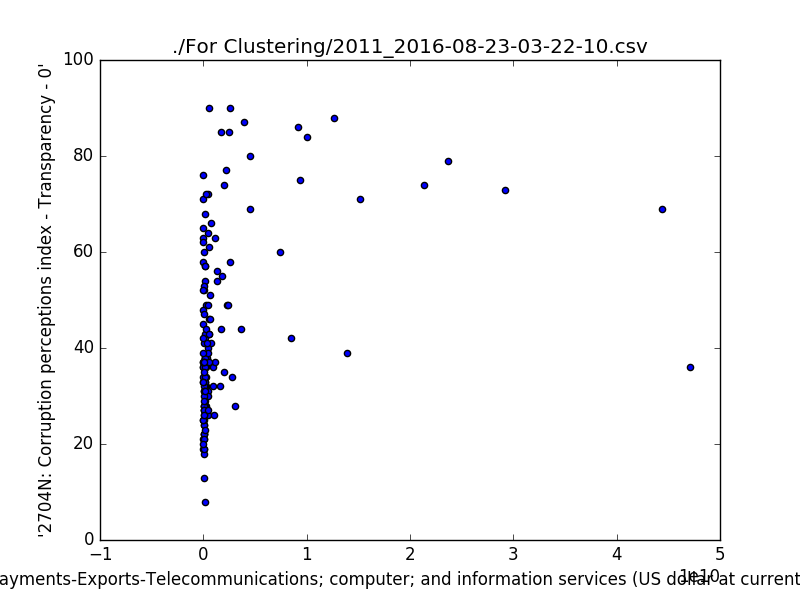 ./For Clustering/2011_2016-08-23-03-22-10.csv
100
80
60
40
20
0
'2704N: Corruption perceptions index - Transparency - 0'
−1 0 1 2 3 4 5
1e10
ayments-Exports-Telecommunications; computer; and information services (US dollar at current